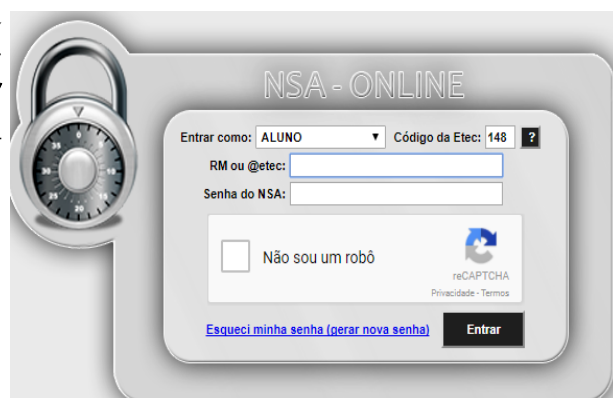 NSA - ONLINE
Entrar como: ALUNO Código da Etec: 148 ?
RM ou @etec:
Senha do NSA:
Não sou um robô
reCAPTCHA
Privacidade - Termos
Esqueci minha senha (gerar nova senha) Entrar